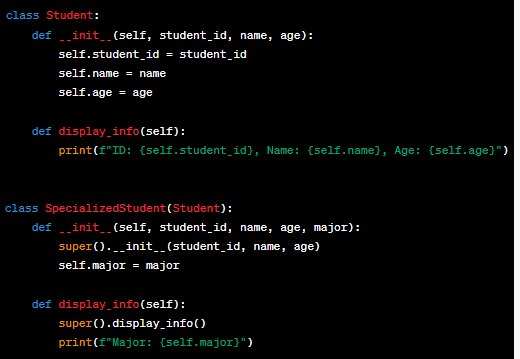 class Student:
    def __init__(self, student_id, name, age):
        self.student_id = student_id
        self.name = name
        self.age = age

    def display_info(self):
        print(f"ID: {self.student_id}, Name: {self.name}, Age: {self.age}")


class SpecializedStudent(Student):
    def __init__(self, student_id, name, age, major):
        super().__init__(student_id, name, age)
        self.major = major

    def display_info(self):
        super().display_info()
        print(f"Major: {self.major}")